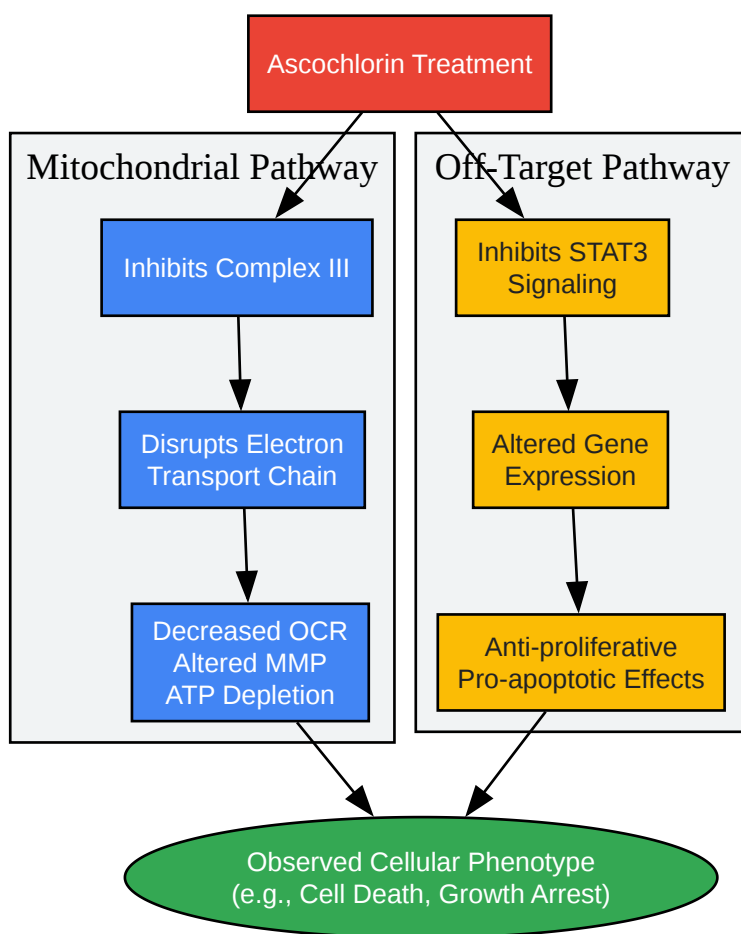 Ascochlorin Treatment
Mitochondrial Pathway
Off-Target Pathway
Inhibits Complex III
Inhibits STAT3
Signaling
Disrupts Electron
Transport Chain
Altered Gene
Expression
Decreased OCR
Altered MMP
ATP Depletion
Anti-proliferative
Pro-apoptotic Effects
Observed Cellular Phenotype
(e.g., Cell Death, Growth Arrest)